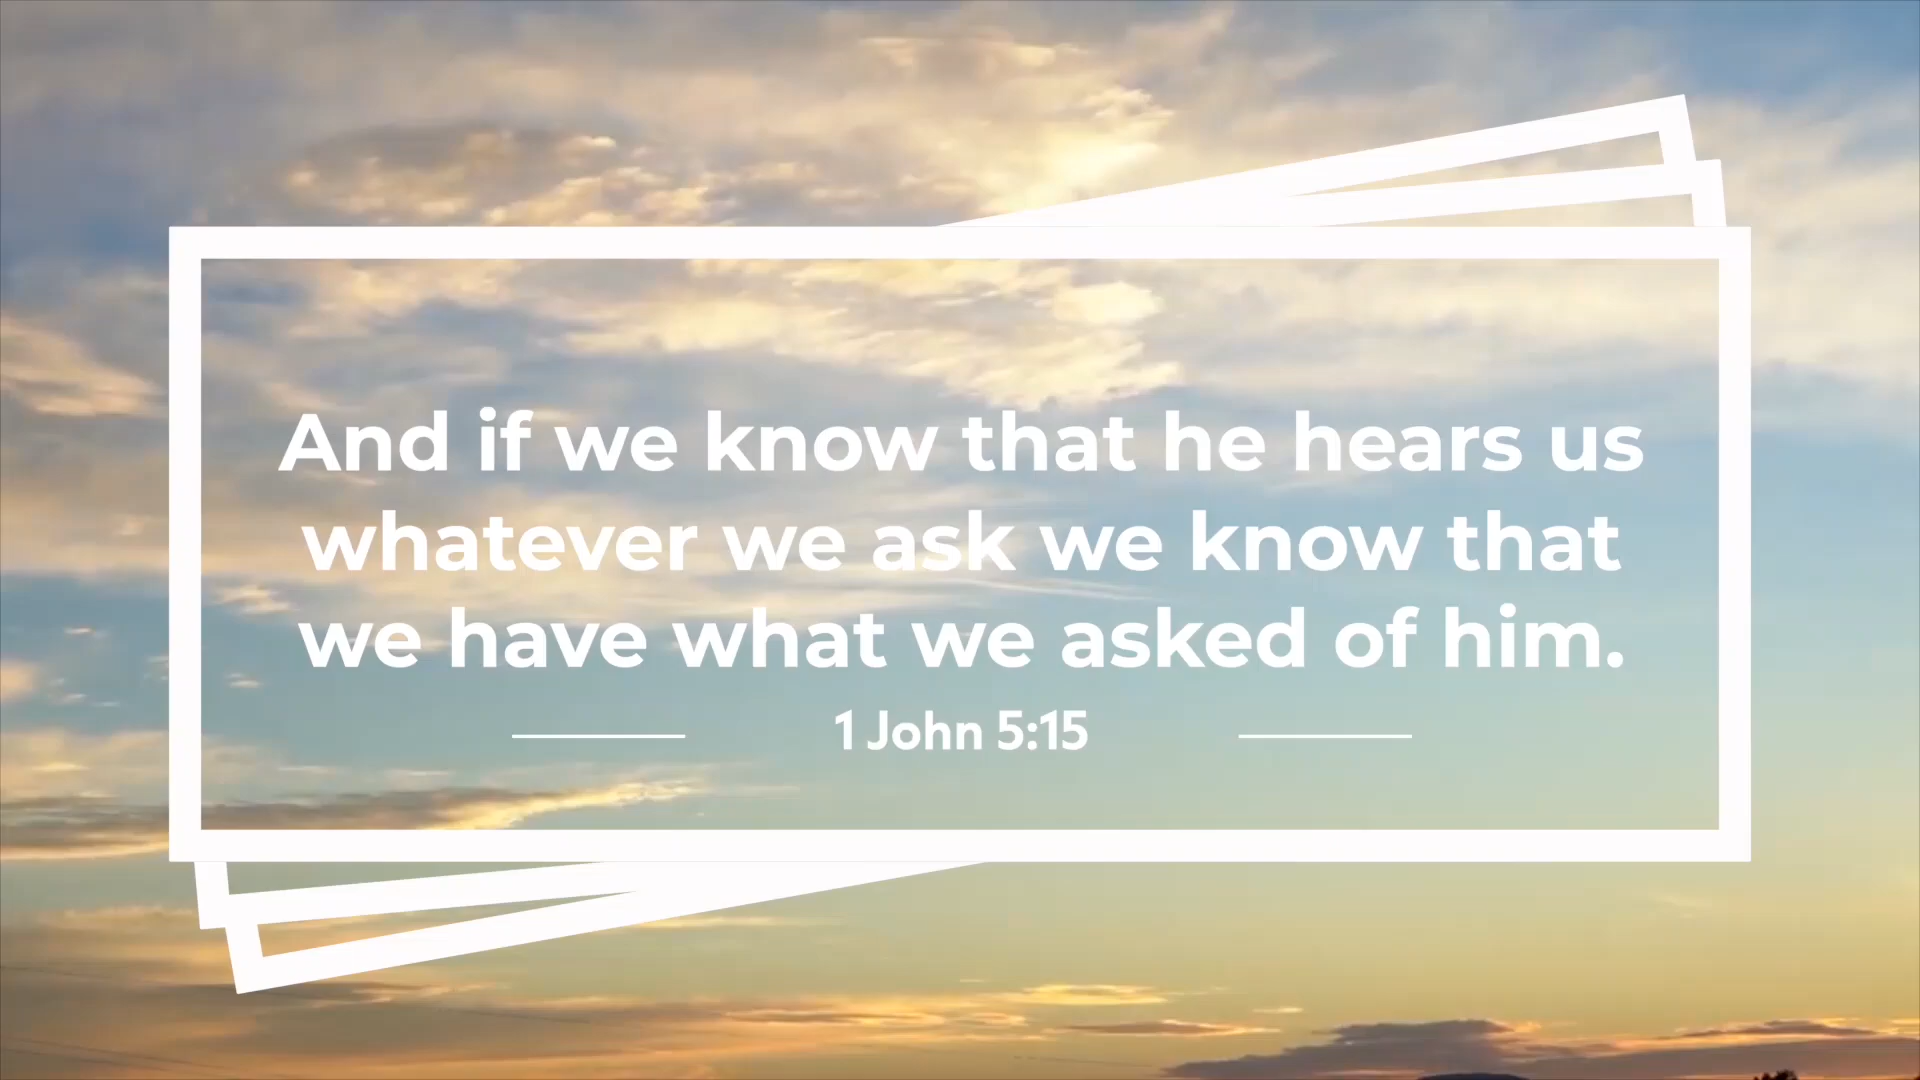 And if we know that he hears us
whatever we ask we know that
we have what we asked of him.
1 John 5:15